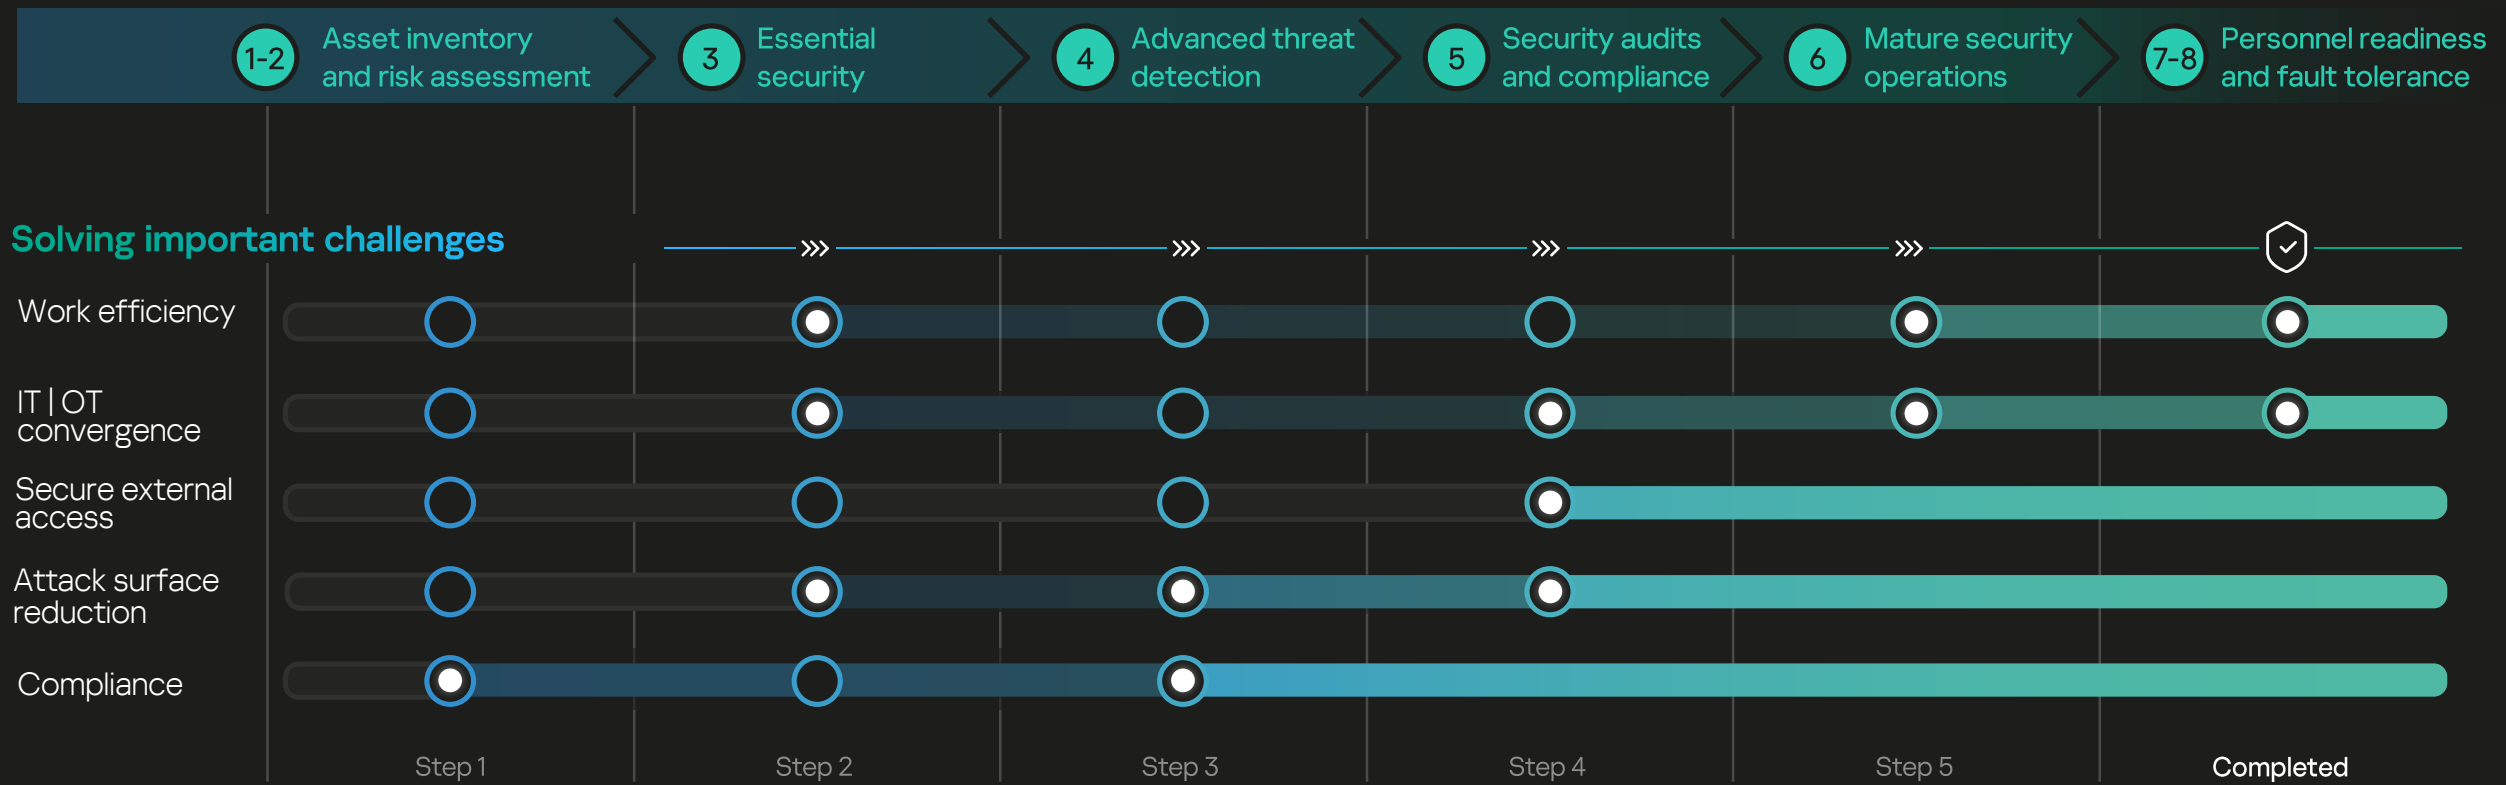 1-2
Asset inventory
and risk assessment
3
Essential
security
4
Advanced threat
detection
5
Security audits
and compliance
6
Mature security
operations
7-8
Personnel readiness
and fault tolerance
Solving important challenges
Work efficiency
IT | OT
convergence
Secure external
access
Attack surface
reduction
Compliance
Step 1
Step 2
Step 3
Step 4
Step 5
Completed